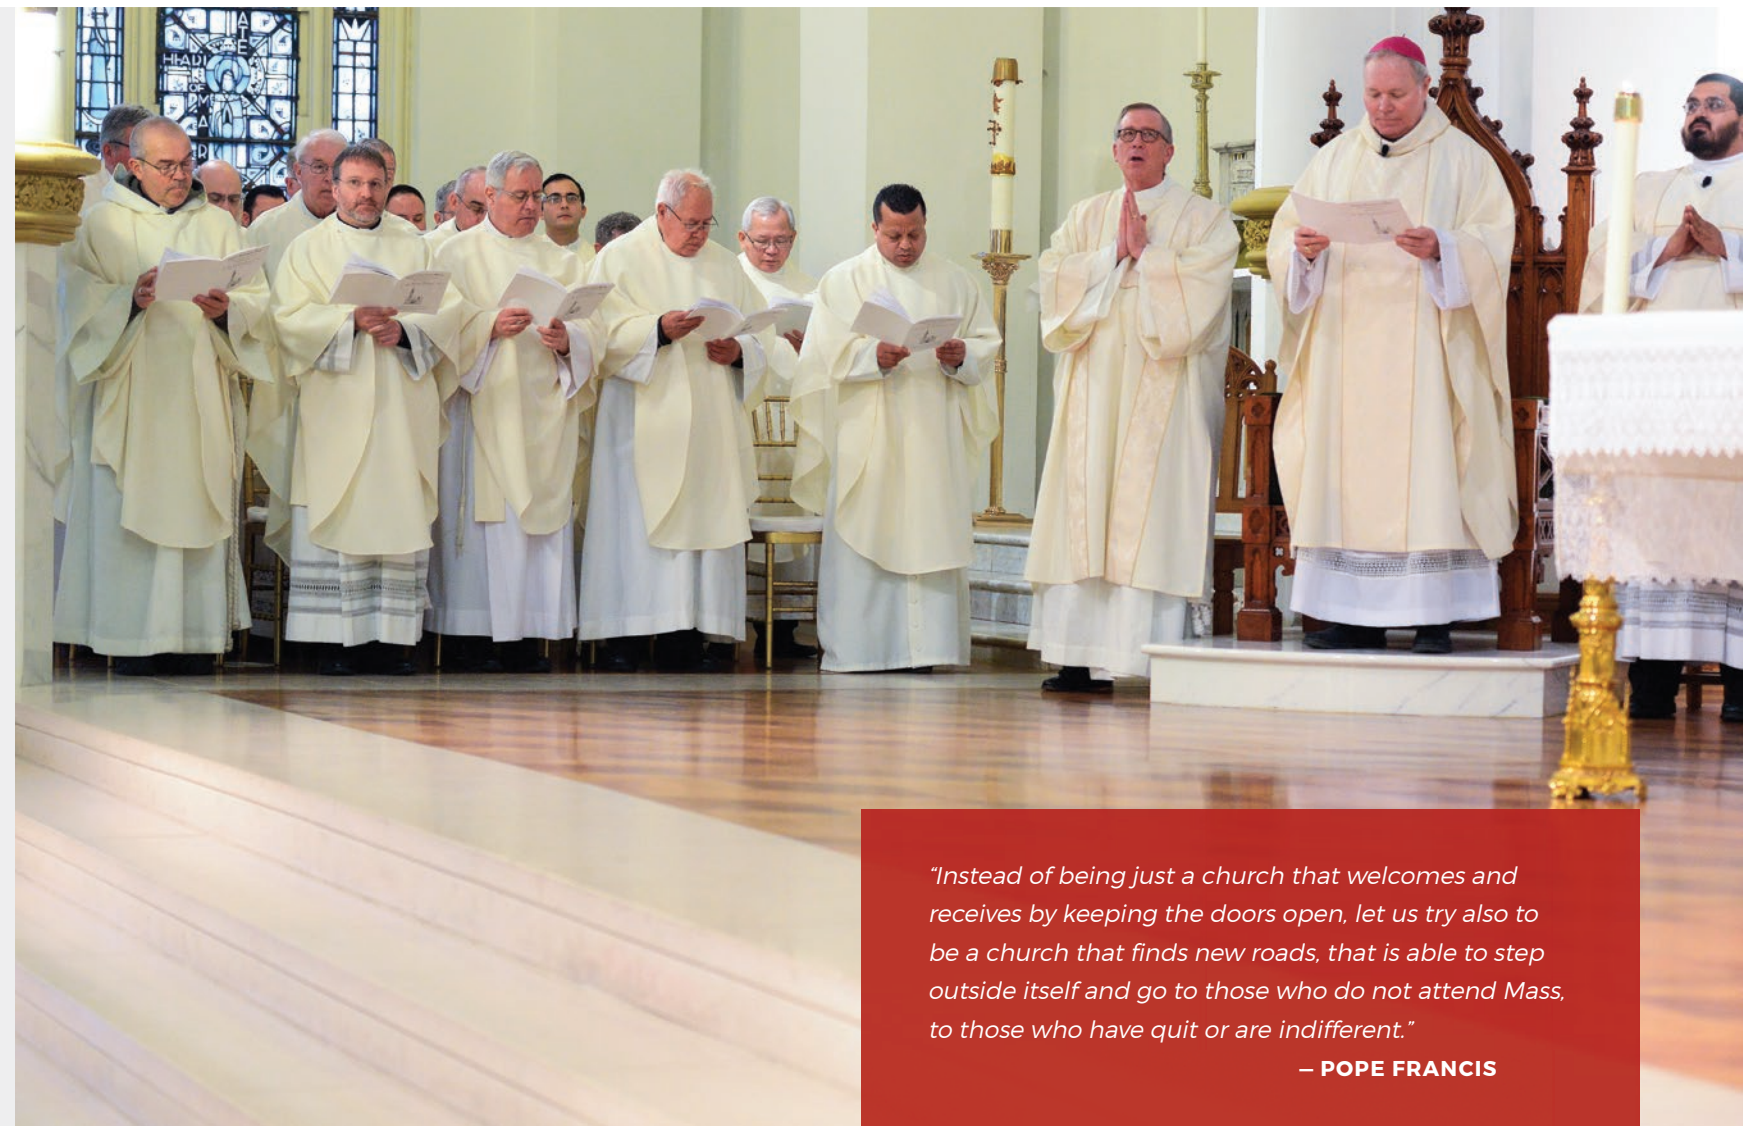 ATE
OF
“Instead of being just a church that welcomes and
receives by keeping the doors open, let us try also to
be a church that finds new roads, that is able to step
outside itself and go to those who do not attend Mass,
to those who have quit or are indifferent.”
— POPE FRANCIS